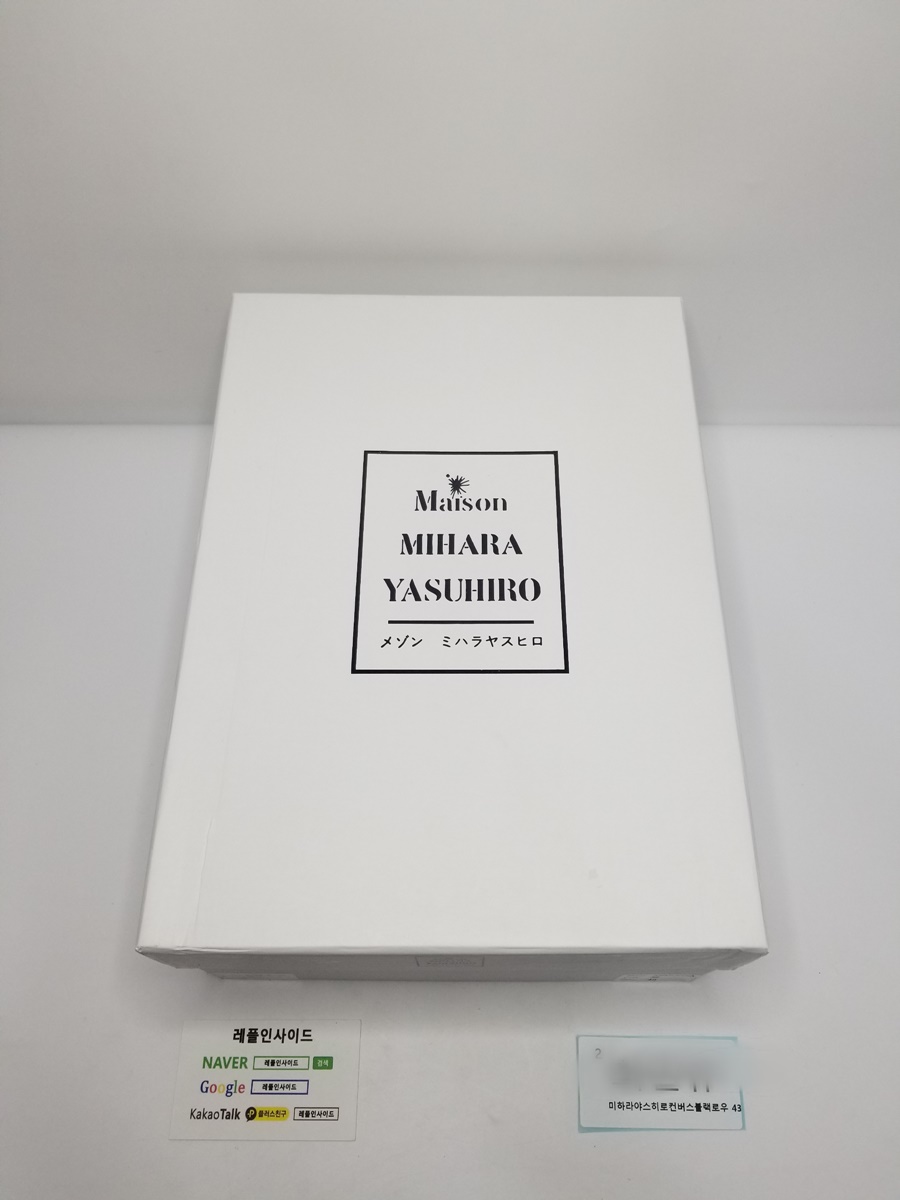 Maison
MIHARA
YASUHIRO
メゾン ミハラヤスヒロ
레플인사이드
NAVER 레플인사이드 검색
Google 레플인사이드
KakaoTalk 플러스친구 레플인사이드
?
미하라야스히로컨버스블랙로우 43